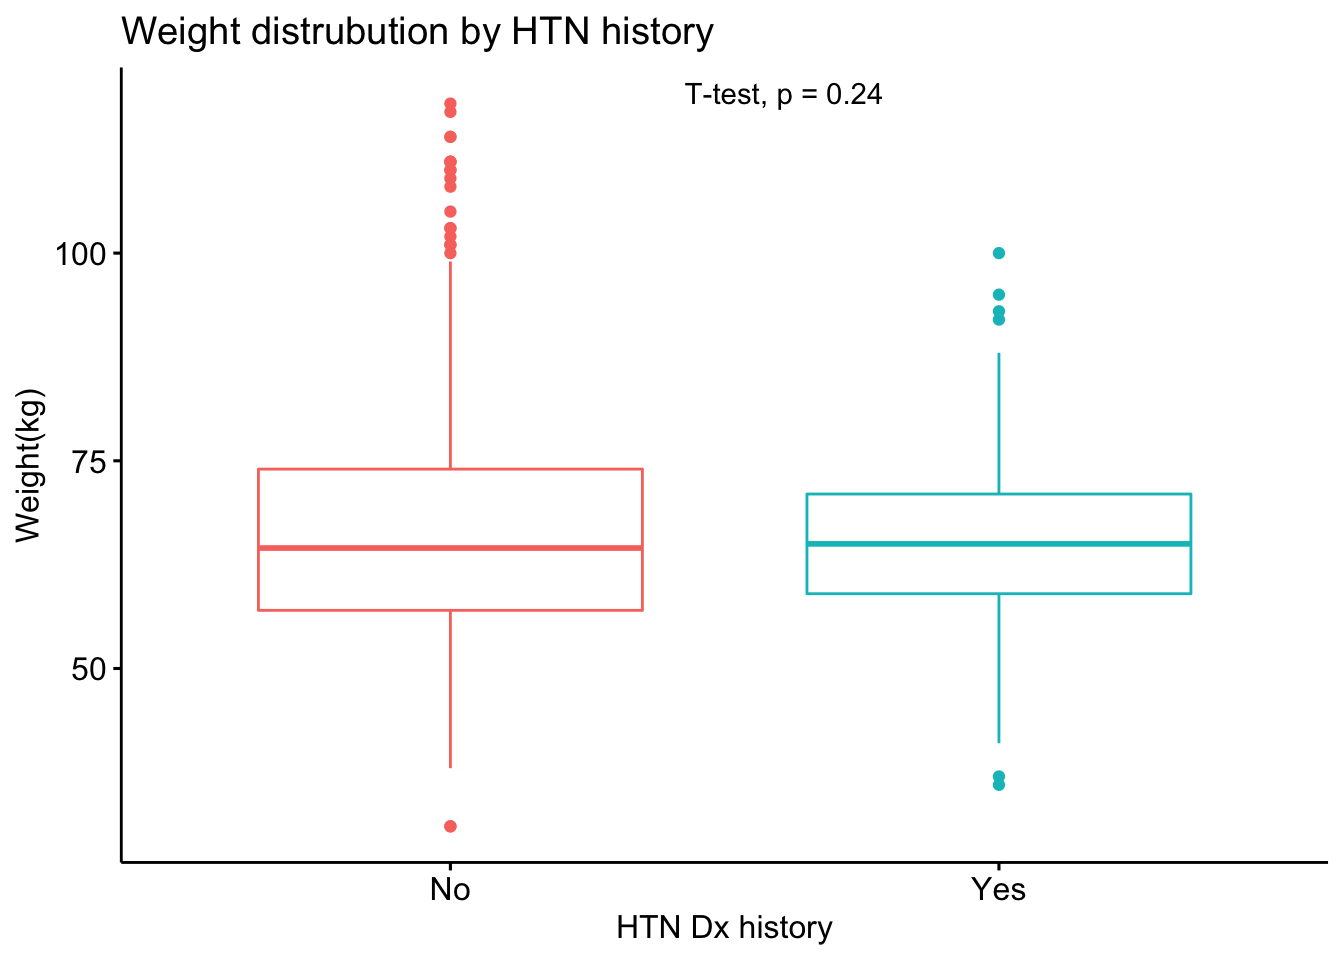 Weight distrubution by HTN history
T-test, p = 0.24
100
75
50
Weight(kg)
No
Yes
HTN Dx history